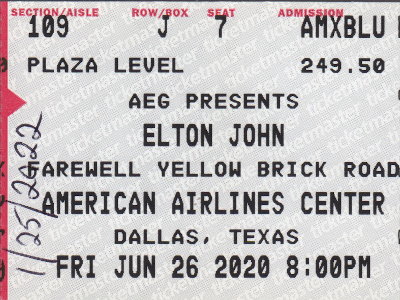 SECTION/AISLE ROW/BOX SEAT ADMISSION
109 J 7 AMXBLU
PLAZA LEVEL 249.50
AEG PRESENTS
ELTON JOHN
FAREWELL YELLOW BRICK ROAD
AMERICAN AIRLINES CENTER
DALLAS, TEXAS
FRI JUN 26 2020 8:00PM
1/25/2022
ticketmaster